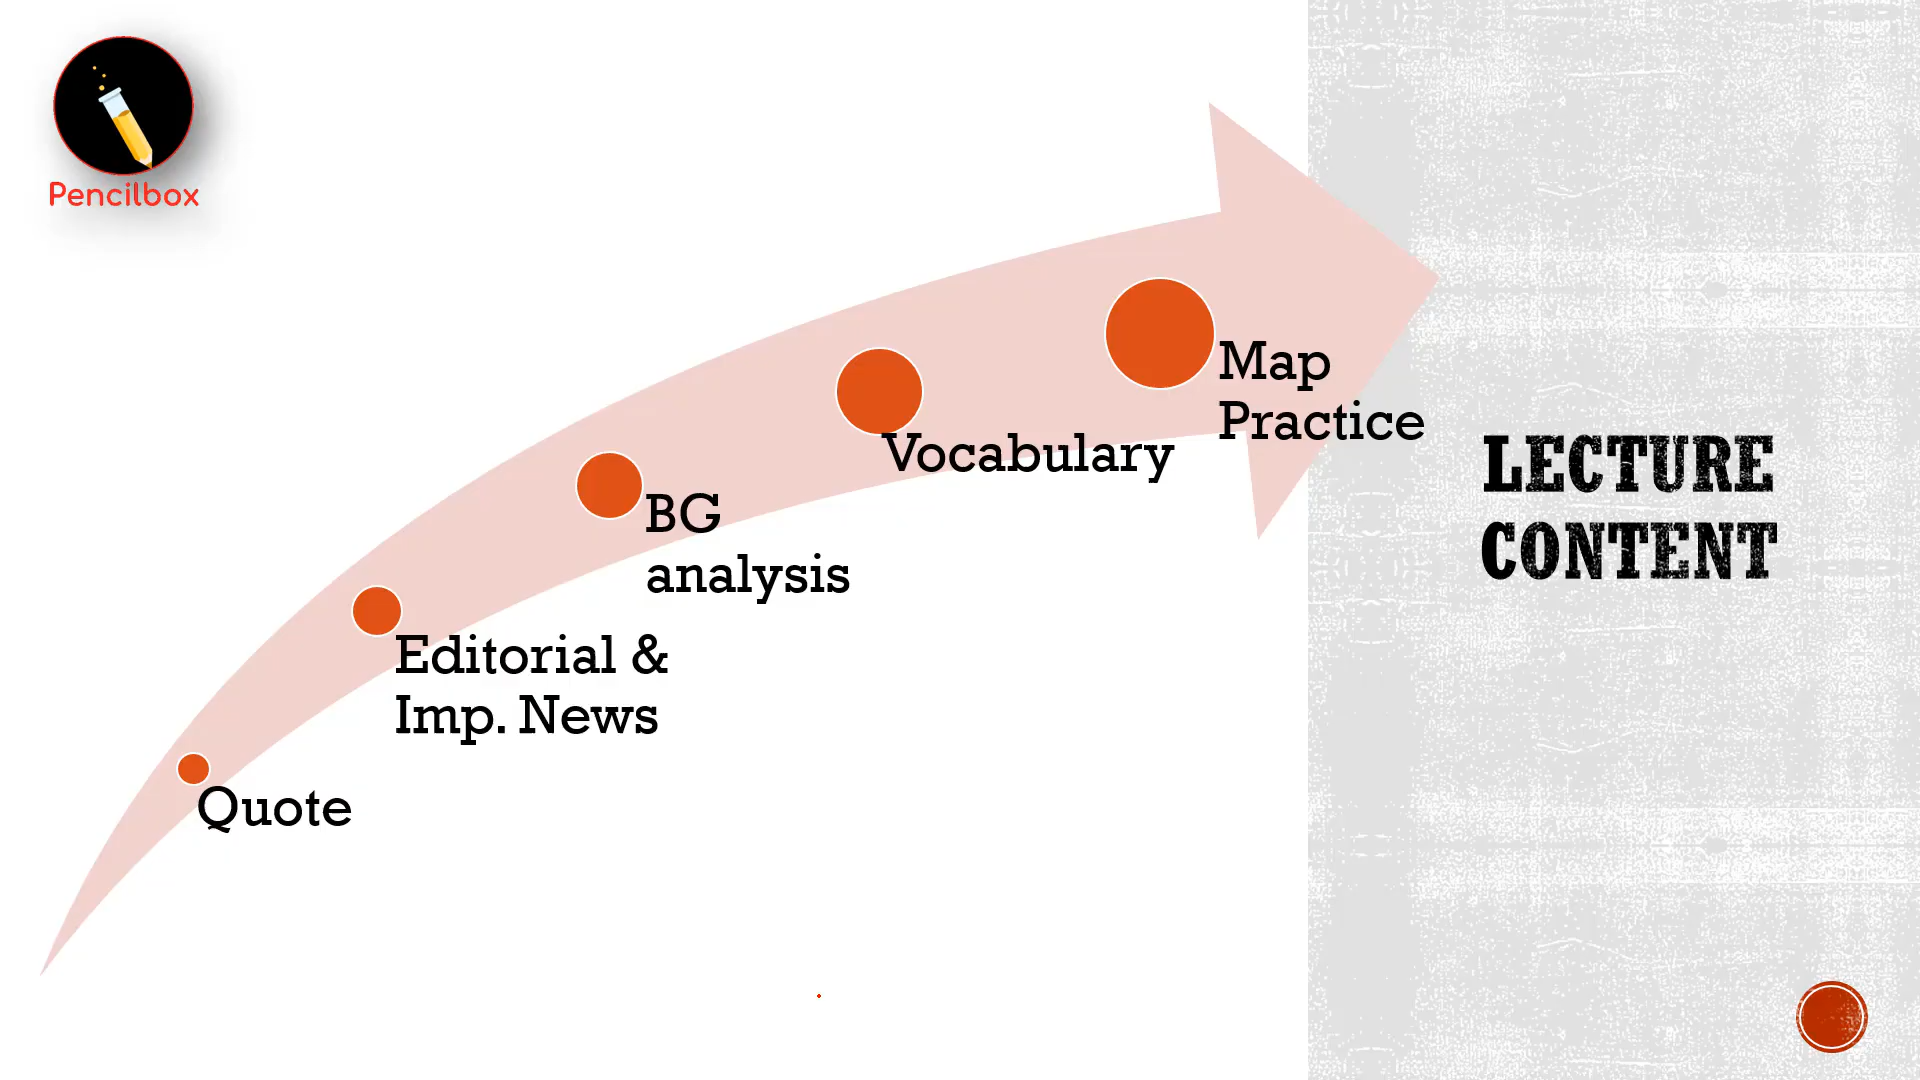 Pencilbox
Quote
Editorial &
Imp. News
BG
analysis
Vocabulary
Map
Practice
LECTURE
CONTENT